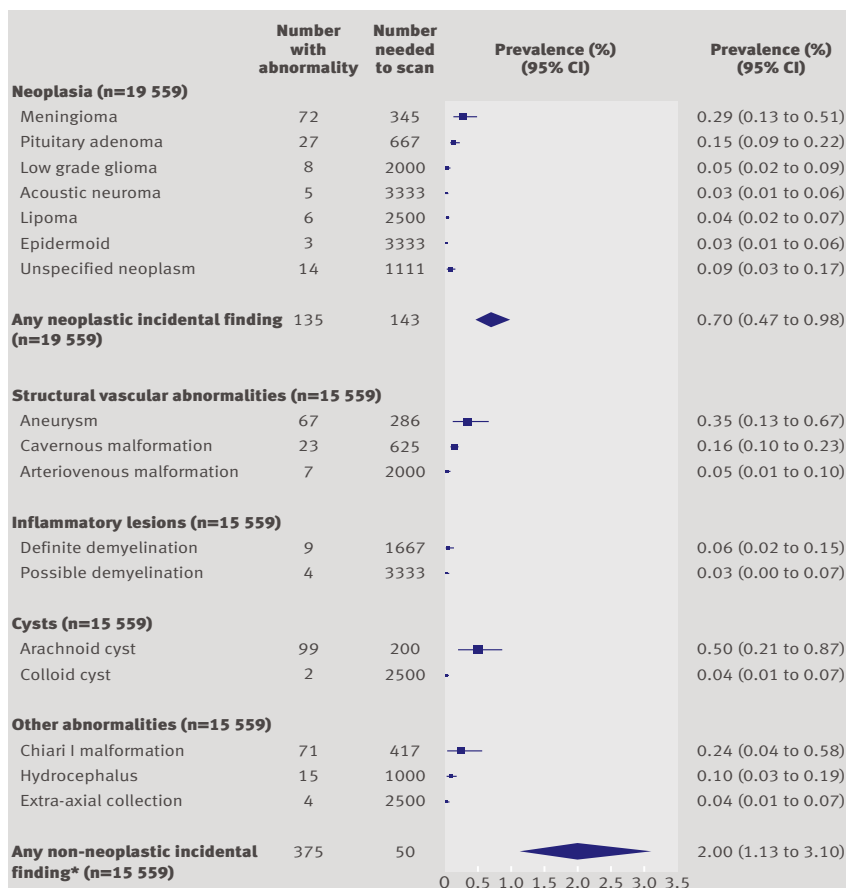 Number with abnormality Number needed to scan Prevalence (%) (95% CI) Prevalence (%) (95% CI)
Neoplasia (n=19 559)
Meningioma 72 345 0.29 (0.13 to 0.51)
Pituitary adenoma 27 667 0.15 (0.09 to 0.22)
Low grade glioma 8 2000 0.05 (0.02 to 0.09)
Acoustic neuroma 5 3333 0.03 (0.01 to 0.06)
Lipoma 6 2500 0.04 (0.02 to 0.07)
Epidermoid 3 3333 0.03 (0.01 to 0.06)
Unspecified neoplasm 14 1111 0.09 (0.03 to 0.17)
Any neoplastic incidental finding 135 143 0.70 (0.47 to 0.98)
(n=19 559)
Structural vascular abnormalities (n=15 559)
Aneurysm 67 286 0.35 (0.13 to 0.67)
Cavernous malformation 23 625 0.16 (0.10 to 0.23)
Arteriovenous malformation 7 2000 0.05 (0.01 to 0.10)
Inflammatory lesions (n=15 559)
Definite demyelination 9 1667 0.06 (0.02 to 0.15)
Possible demyelination 4 3333 0.03 (0.00 to 0.07)
Cysts (n=15 559)
Arachnoid cyst 99 200 0.50 (0.21 to 0.87)
Colloid cyst 2 2500 0.04 (0.01 to 0.07)
Other abnormalities (n=15 559)
Chiari I malformation 71 417 0.24 (0.04 to 0.58)
Hydrocephalus 15 1000 0.10 (0.03 to 0.19)
Extra-axial collection 4 2500 0.04 (0.01 to 0.07)
Any non-neoplastic incidental 375 50 2.00 (1.13 to 3.10)
finding* (n=15 559)
0 0.5 1.0 1.5 2.0 2.5 3.0 3.5